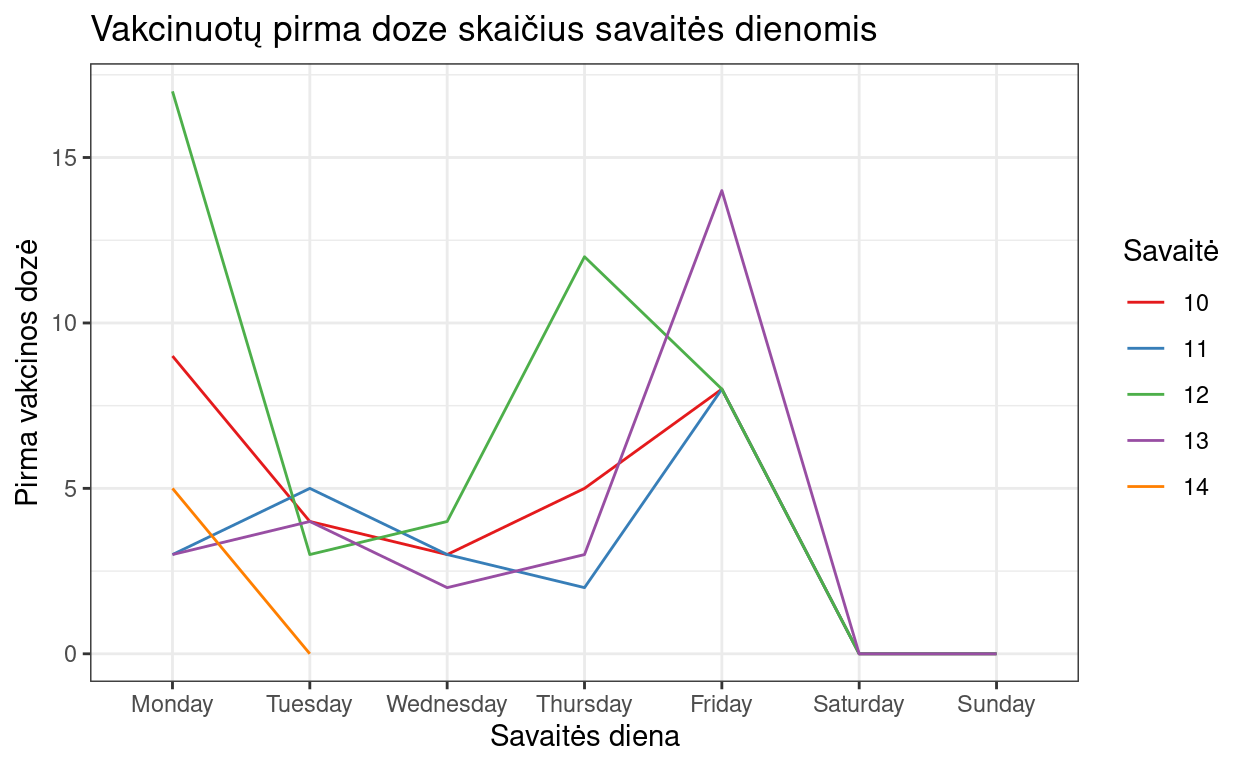 Vakcinuotų pirma doze skaičius savaitės dienomis
Pirma vakcinos dozė
15
10
5
0
Monday Tuesday Wednesday Thursday Friday Saturday Sunday
Savaitės diena
Savaitė
10
11
12
13
14